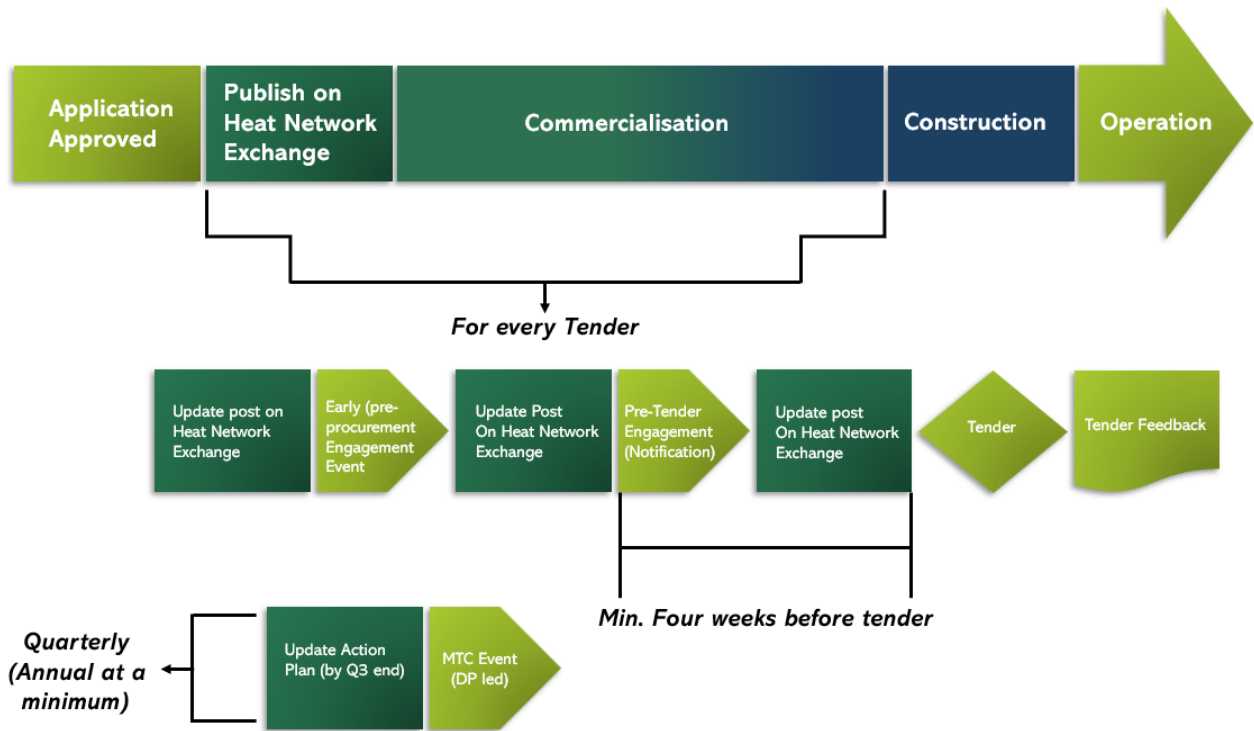 Application
Approved
Publish on
Heat Network
Exchange
Commercialisation
Construction
Operation
For every Tender
Update post on
Heat Network
Exchange
Early (pre-
procurement
Engagement
Event
Update Post
On Heat Network
Exchange
Pre-Tender
Engagement
(Notification)
Update post
On Heat Network
Exchange
Tender
Tender Feedback
Min. Four weeks before tender
Quarterly
(Annual at a
minimum)
Update Action
Plan (by Q3 end)
MTC Event
(DP led)